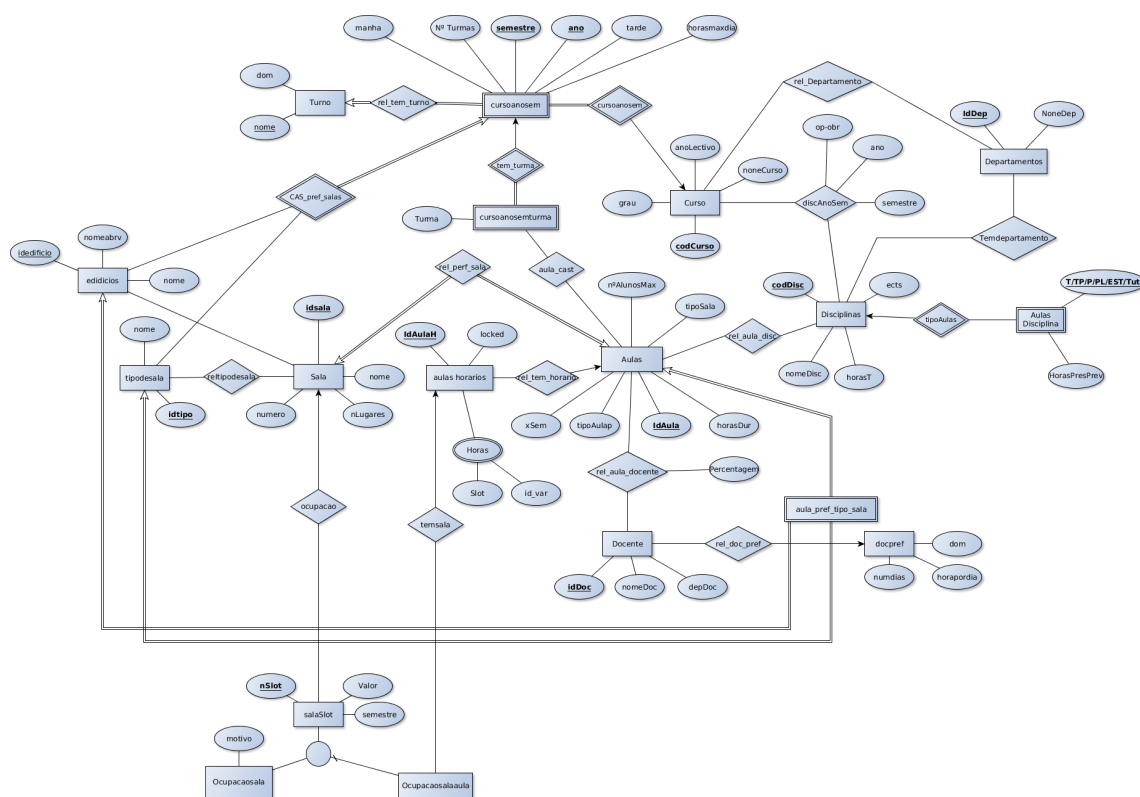 manha
Nº Turmas
semestre
ano
tarde
horasmaxdia
dom
Turno
nome
rel_tem_turno
cursoanosem
cursoanosem
rel_Departamento
IdDep
NoneDep
Departamentos
op-obr
ano
anoLectivo
noneCurso
tem_turma
CAS_pref_salas
grau
Curso
discAnoSem
semestre
Turma
cursoanosemturma
codCurso
Temdepartamento
nomeabrv
idedificio
edidicios
nome
rel_perf_sala
aula_cast
nºAlunosMax
codDisc
ects
T/TP/P/PL/EST/Tut
idsala
tipoSala
Disciplinas
tipoAulas
Aulas
Disciplina
nome
IdAulaH
locked
rel_aula_disc
Aulas
tipodesala
reltipodesala
Sala
nome
aulas horarios
rel_tem_horario
nomeDisc
horasT
HorasPresPrev
idtipo
numero
nLugares
xSem
tipoAulap
IdAula
horasDur
Horas
Slot
id_var
rel_aula_docente
Percentagem
ocupacao
temsala
aula_pref_tipo_sala
Docente
rel_doc_pref
docpref
dom
idDoc
nomeDoc
depDoc
numdias
horapordia
nSlot
Valor
salaSlot
semestre
motivo
Ocupacaosala
Ocupacaosalaaula